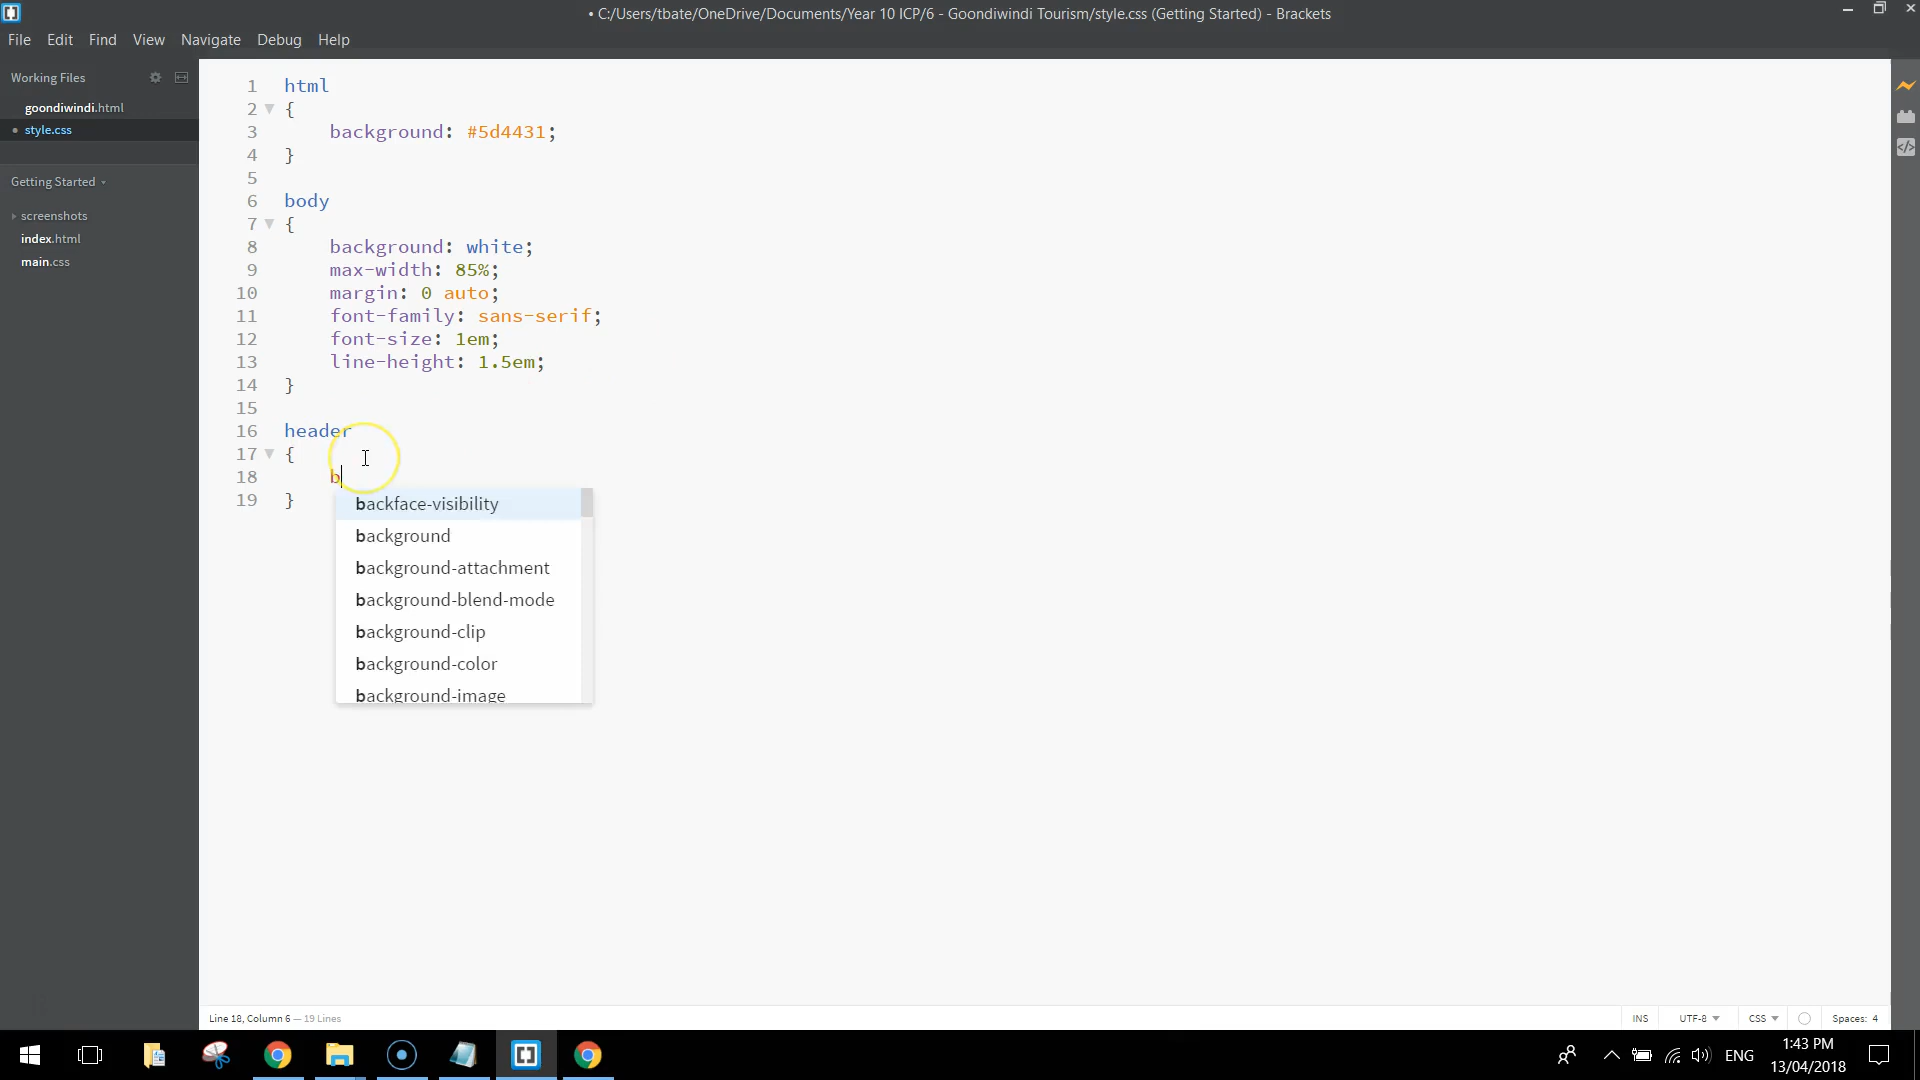 • C:/Users/tbate/OneDrive/Documents/Year 10 ICP/6 - Goondiwindi Tourism/style.css (Getting Started) - Brackets
File Edit Find View Navigate Debug Help
Working Files
goondiwindi.html
• style.css
Getting Started
screenshots
index.html
main.css
1 html
2 {
3 background: #5d4431;
4 }
5
6 body
7 {
8 background: white;
9 max-width: 85%;
10 margin: 0 auto;
11 font-family: sans-serif;
12 font-size: 1em;
13 line-height: 1.5em;
14 }
15
16 header
17 {
18 b
19 }
backface-visibility
background
background-attachment
background-blend-mode
background-clip
background-color
background-image
Line 18, Column 6 — 19 Lines
INS UTF-8 CSS Spaces: 4
ENG
1:43 PM
13/04/2018